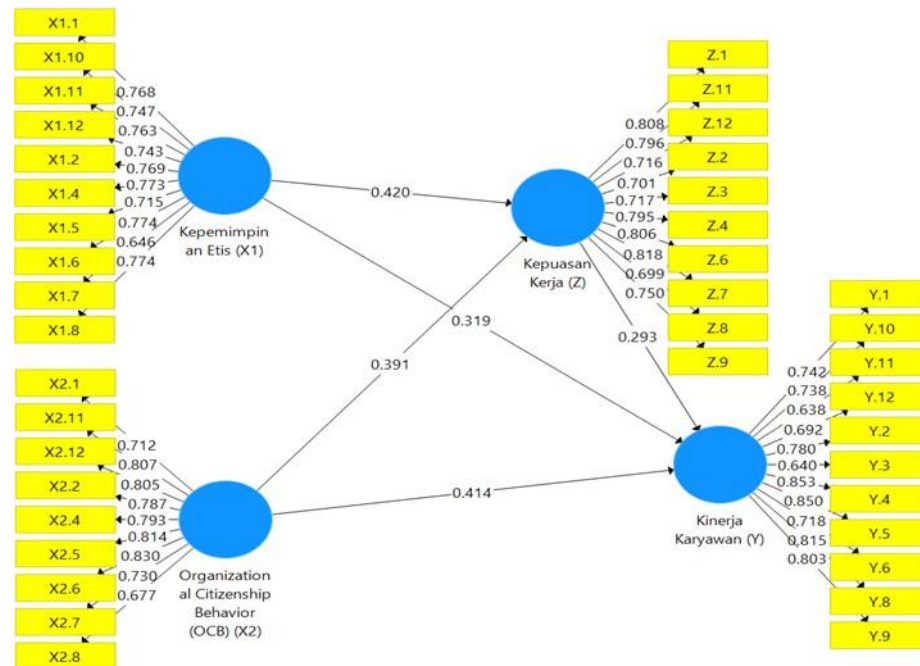 X1.1
X1.10
X1.11
X1.12
X1.2
X1.4
X1.5
X1.6
X1.7
X1.8
0.768
0.747
0.763
0.743
0.769
0.773
0.715
0.774
0.646
0.774
Kepemimpin
an Etis (X1)
X2.1
X2.11
X2.12
X2.2
X2.4
X2.5
X2.6
X2.7
X2.8
0.712
0.807
0.805
0.787
0.793
0.814
0.830
0.730
0.677
Organization
al Citizenship
Behavior
(OCB) (X2)
0.420
0.319
0.391
0.414
0.293
Kepuasan
Kerja (Z)
0.808
0.796
0.716
0.701
0.717
0.795
0.806
0.818
0.699
0.750
Z.1
Z.11
Z.12
Z.2
Z.3
Z.4
Z.6
Z.7
Z.8
Z.9
Kinerja
Karyawan (Y)
0.742
0.738
0.638
0.692
0.780
0.640
0.853
0.850
0.718
0.815
0.803
Y.1
Y.10
Y.11
Y.12
Y.2
Y.3
Y.4
Y.5
Y.6
Y.8
Y.9